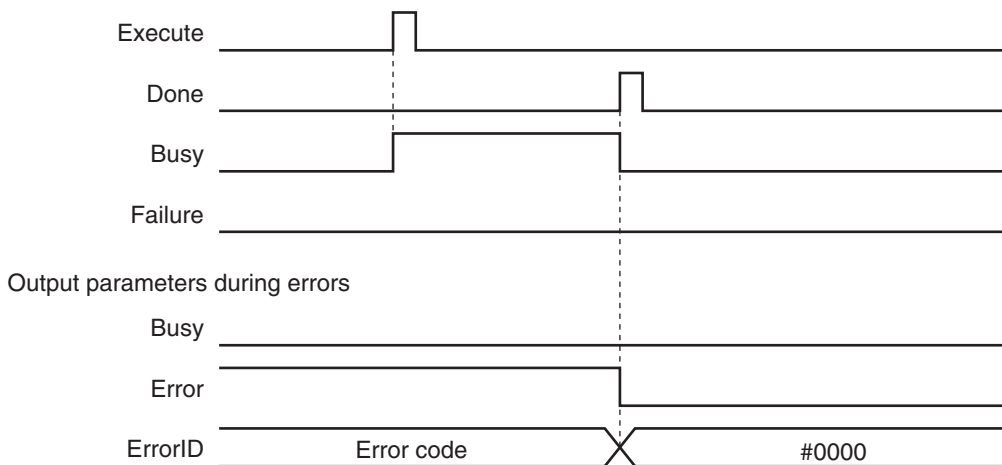 Execute
Done
Busy
Failure
Output parameters during errors
Busy
Error
ErrorID Error code #0000